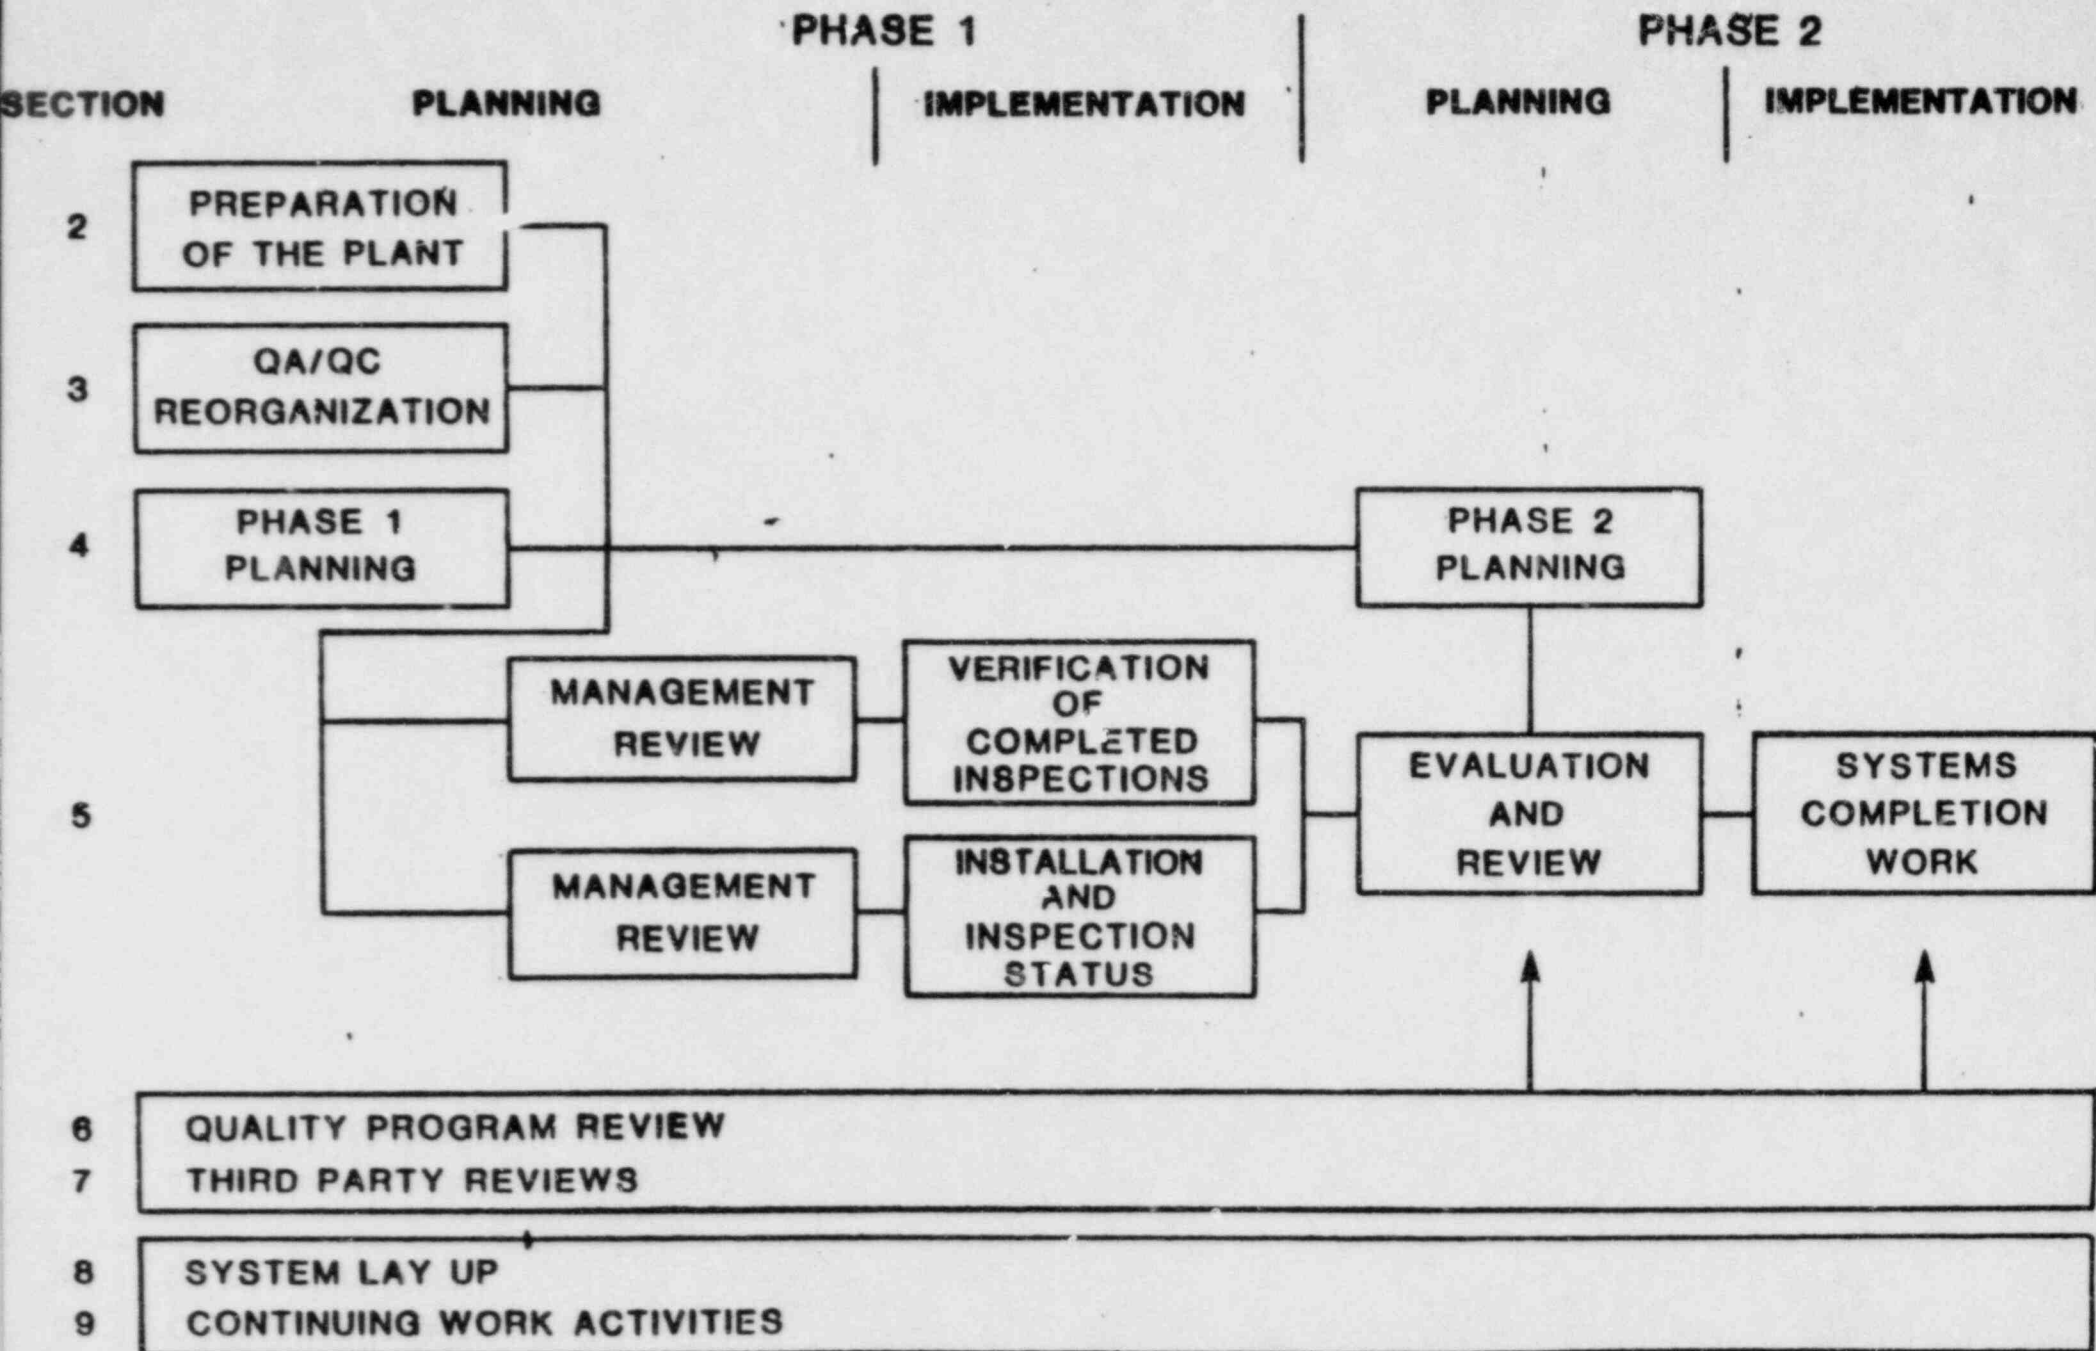 PHASE 1
PHASE 2
SECTION PLANNING IMPLEMENTATION PLANNING IMPLEMENTATION
2
PREPARATION
OF THE PLANT
3
QA/QC
REORGANIZATION
4
PHASE 1
PLANNING
PHASE 2
PLANNING
5
MANAGEMENT
REVIEW
VERIFICATION
OF
COMPLETED
INSPECTIONS
MANAGEMENT
REVIEW
INSTALLATION
AND
INSPECTION
STATUS
EVALUATION
AND
REVIEW
SYSTEMS
COMPLETION
WORK
6 QUALITY PROGRAM REVIEW
7 THIRD PARTY REVIEWS
8 SYSTEM LAY UP
9 CONTINUING WORK ACTIVITIES